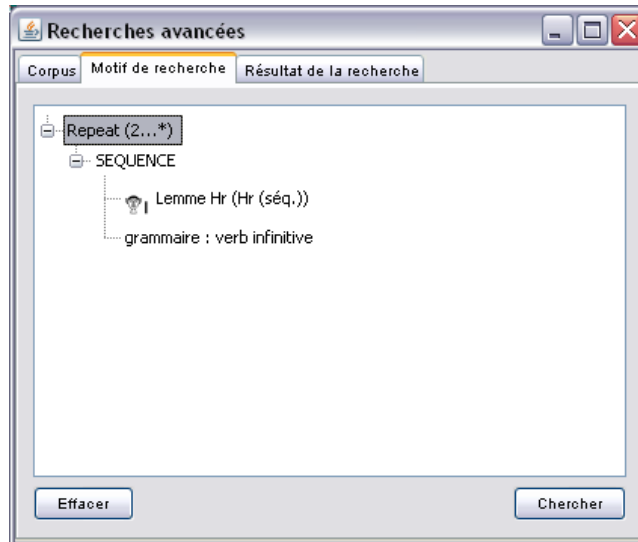 Recherches avancées
Corpus Motif de recherche Résultat de la recherche
Repeat (2...*)
SEQUENCE
Lemme Hr (Hr (séq.))
grammaire : verb infinitive
Effacer Chercher